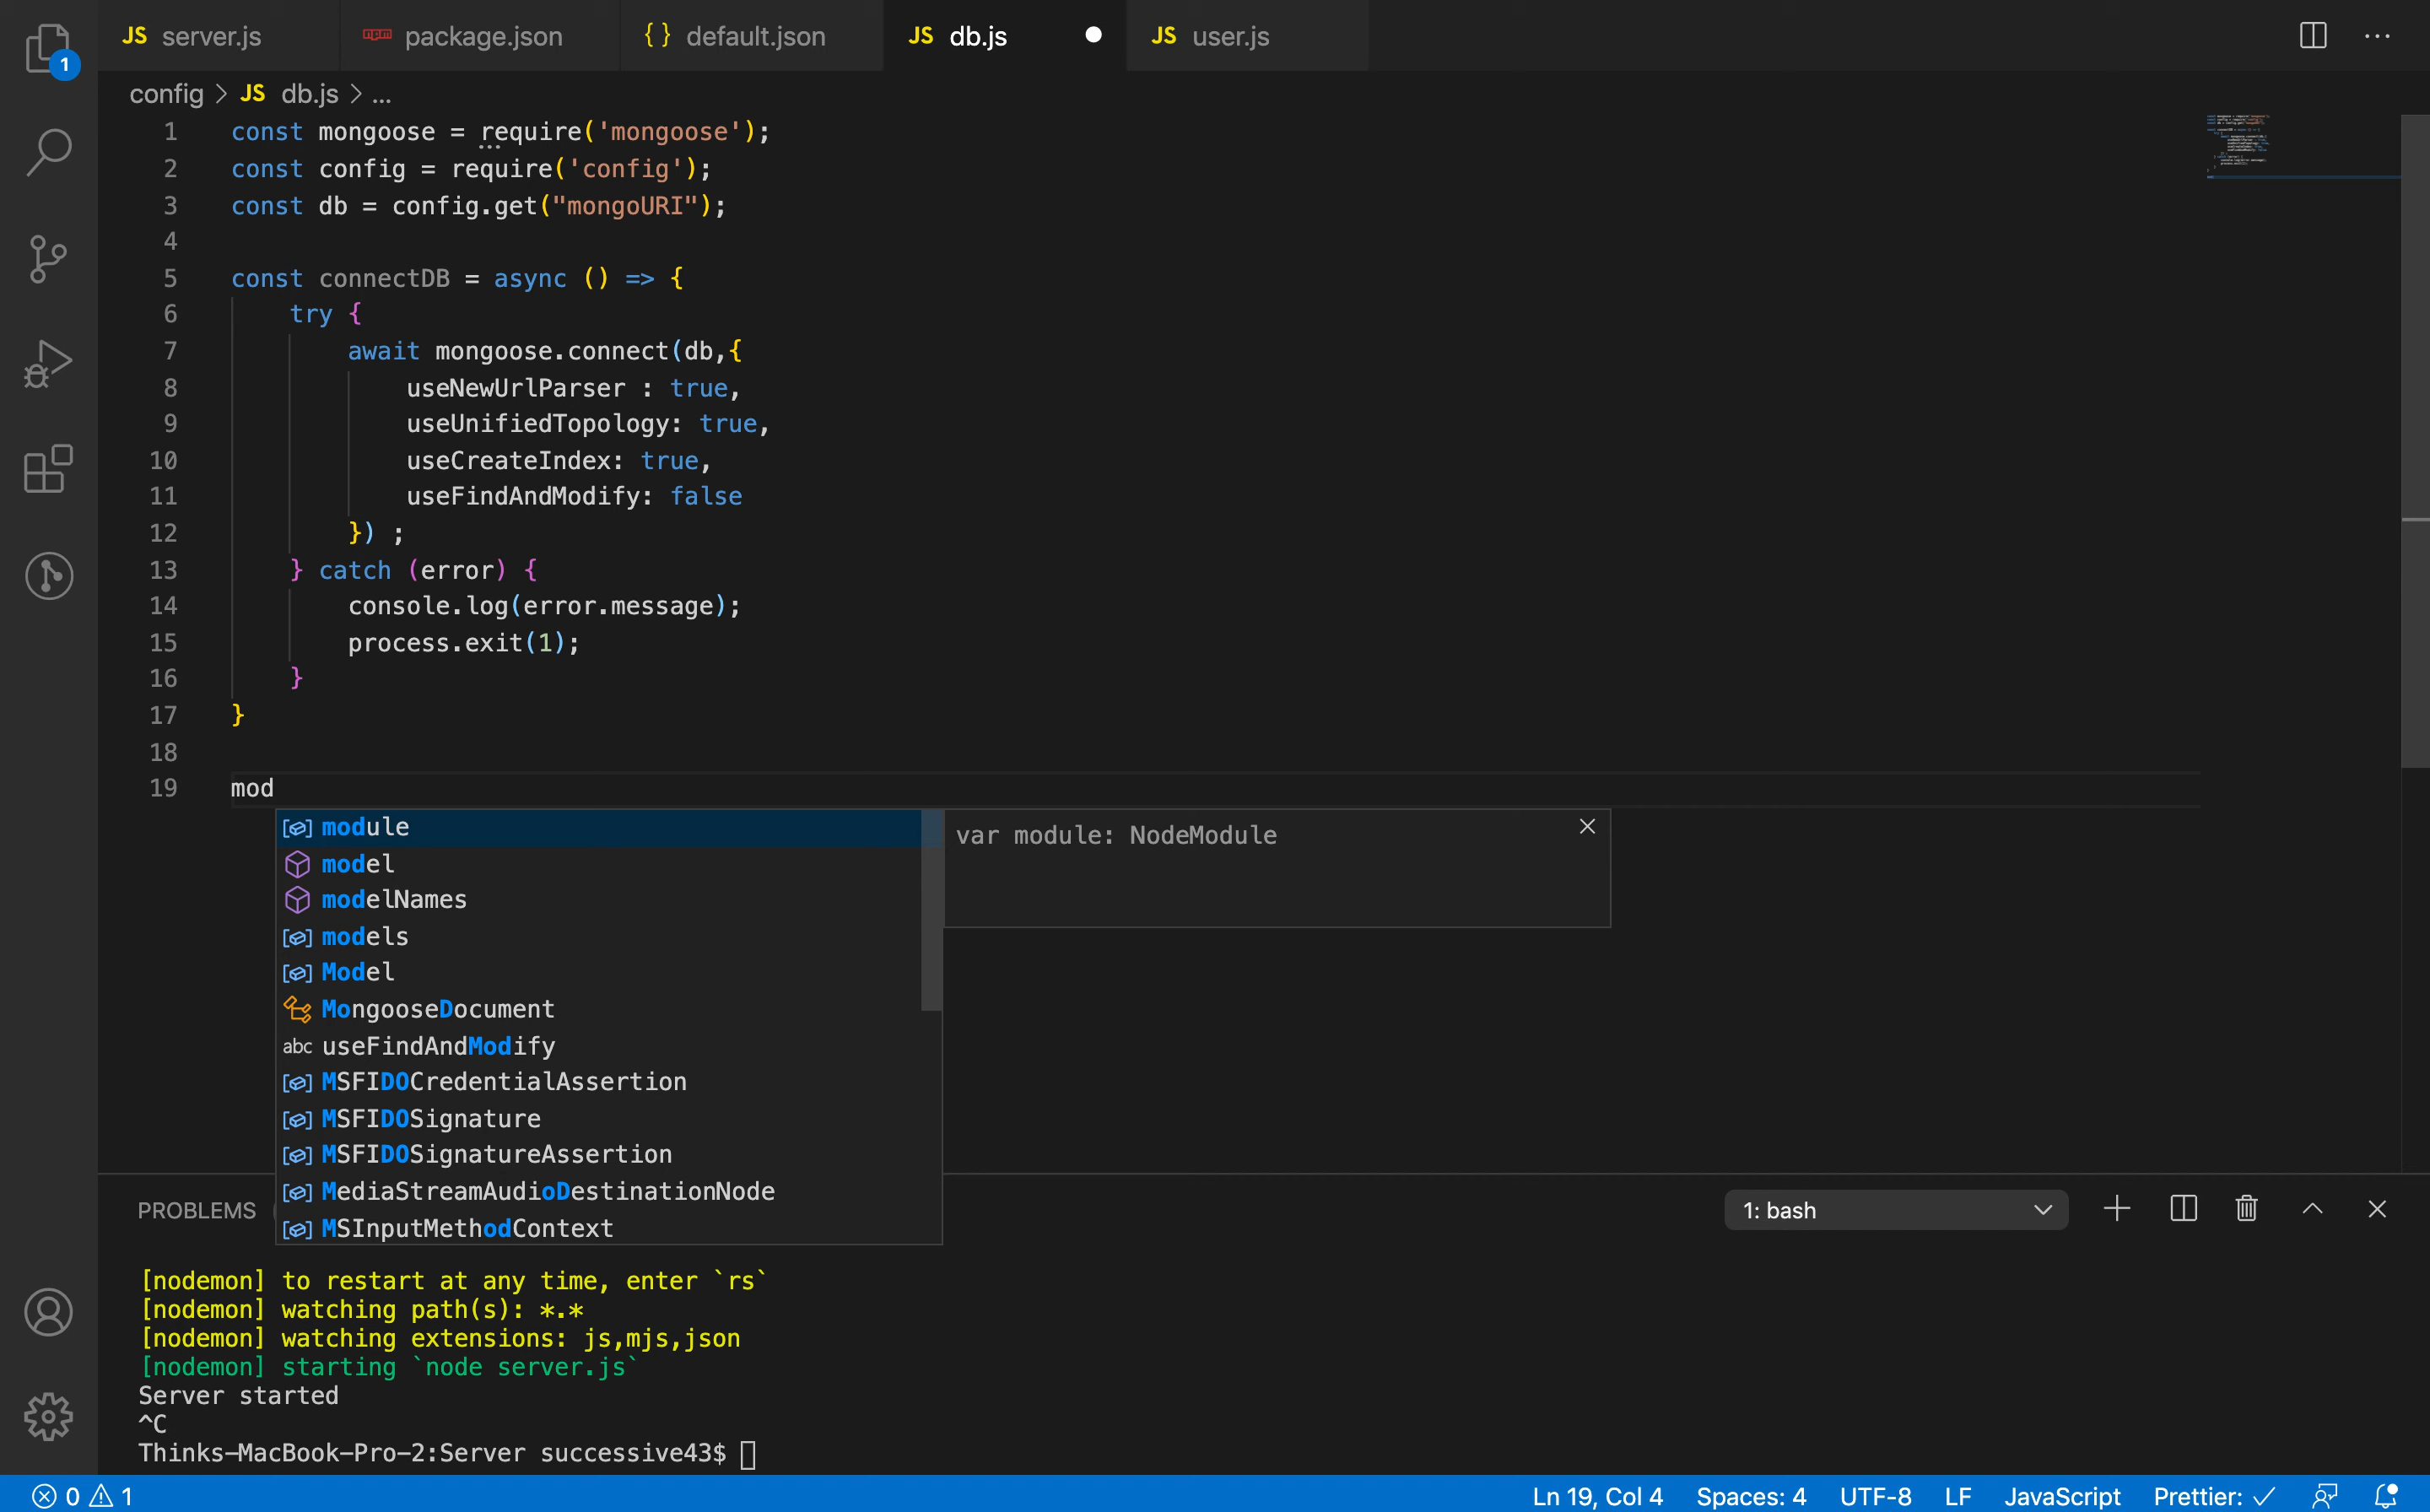 JS server.js package.json { } default.json JS db.js JS user.js
1
config > JS db.js > ...
1 const mongoose = require('mongoose');
2 const config = require('config');
3 const db = config.get("mongoURI");
4
5 const connectDB = async () => {
6 try {
7 await mongoose.connect(db,{
8 useNewUrlParser : true,
9 useUnifiedTopology: true,
10 useCreateIndex: true,
11 useFindAndModify: false
12 }) ;
13 } catch (error) {
14 console.log(error.message);
15 process.exit(1);
16 }
17 }
18
19 mod
module
var module: NodeModule
model
modelNames
models
Model
MongooseDocument
abc useFindAndModify
MSFIDOCredentialAssertion
MSFIDOSignature
MSFIDOSignatureAssertion
MediaStreamAudioDestinationNode
MSInputMethodContext
PROBLEMS
1: bash
[nodemon] to restart at any time, enter `rs`
[nodemon] watching path(s): *.*
[nodemon] watching extensions: js,mjs,json
[nodemon] starting `node server.js`
Server started
^C
Thinks-MacBook-Pro-2:Server successive43$
0 1 Ln 19, Col 4 Spaces: 4 UTF-8 LF JavaScript Prettier: ✓